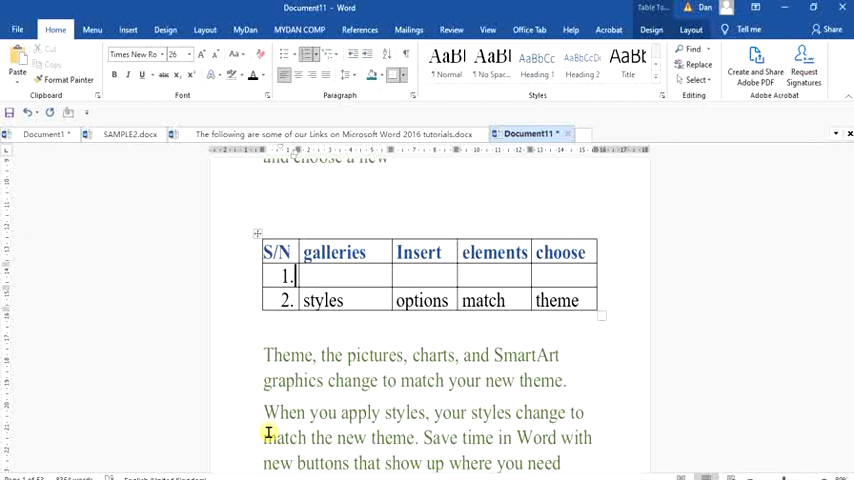 Document11 - Word
Table To...
Dan
File Home Insert Draw Design Layout MYDAN COMP References Mailings Review View Office Tab Help Acrobat Design Layout Tell me Share
Paste
Cut
Copy
Format Painter
Clipboard
Times New Ro 26
Font
Paragraph
AaBl AaBl AaBbCc AaBbCcDc AaBl
¶ Normal ¶ No Spac... Heading 1 Heading 2 Title
Styles
Find
Replace
Select
Editing
Create and Share Adobe PDF
Request Signatures
Adobe Acrobat
Document1 * SAMPLE2.docx The following are some of our Links on Microsoft Word 2016 tutorials.docx Document11 *
and choose a new
S/N galleries Insert elements choose
1.
2. styles options match theme
Theme, the pictures, charts, and SmartArt
graphics change to match your new theme.
When you apply styles, your styles change to
match the new theme. Save time in Word with
new buttons that show up where you need